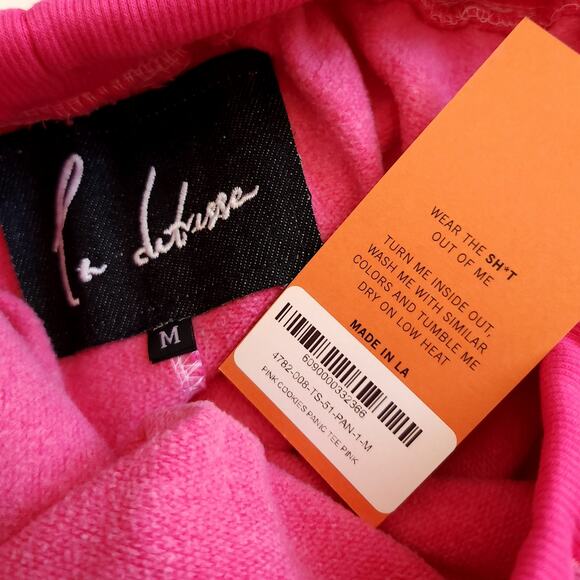 la detresse
M
WEAR THE SH*T
OUT OF ME
TURN ME INSIDE OUT,
WASH ME WITH SIMILAR
COLORS AND TUMBLE ME
DRY ON LOW HEAT
MADE IN LA
6090000332366
4782-008-TS-51-PAN-1-M
PINK COOKIES PANIC TEE PINK